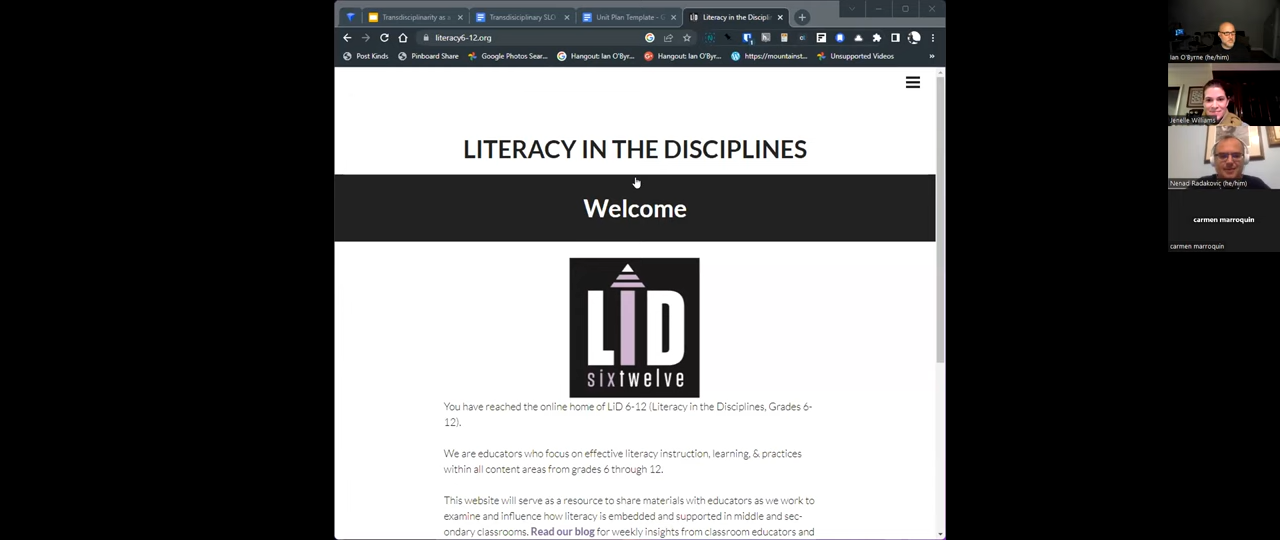 Transdisciplinarity as a
Transdisiciplinary SLO
Unit Plan Template - G
LiD
Literacy in the Discipli
literacy6-12.org
Post Kinds
Pinboard Share
Hangout: Ian O'Byr...
Google Photos Sear...
Hangout: Ian O'Byr...
Hangout: Ian O'Byr...
https://mountainst...
Unsupported Videos
»
LITERACY IN THE DISCIPLINES
Welcome
LiD
sixtwelve
You have reached the online home of LiD 6-12 (Literacy in the Disciplines, Grades 6-
12).
We are educators who focus on effective literacy instruction, learning, & practices
within all content areas from grades 6 through 12.
This website will serve as a resource to share materials with educators as we work to
examine and influence how literacy is embedded and supported in middle and sec-
ondary classrooms. Read our blog for weekly insights from classroom educators and
Ian O'Byrne (he/him)
Jenelle Williams
Nenad Radakovic (he/him)
carmen marroquin
carmen marroquin